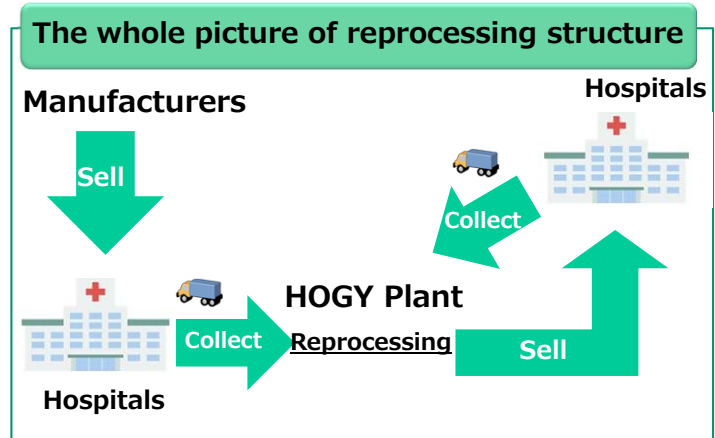 The whole picture of reprocessing structure
Manufacturers
Hospitals
Sell
Collect
HOGY Plant
Collect
Reprocessing
Sell
Hospitals